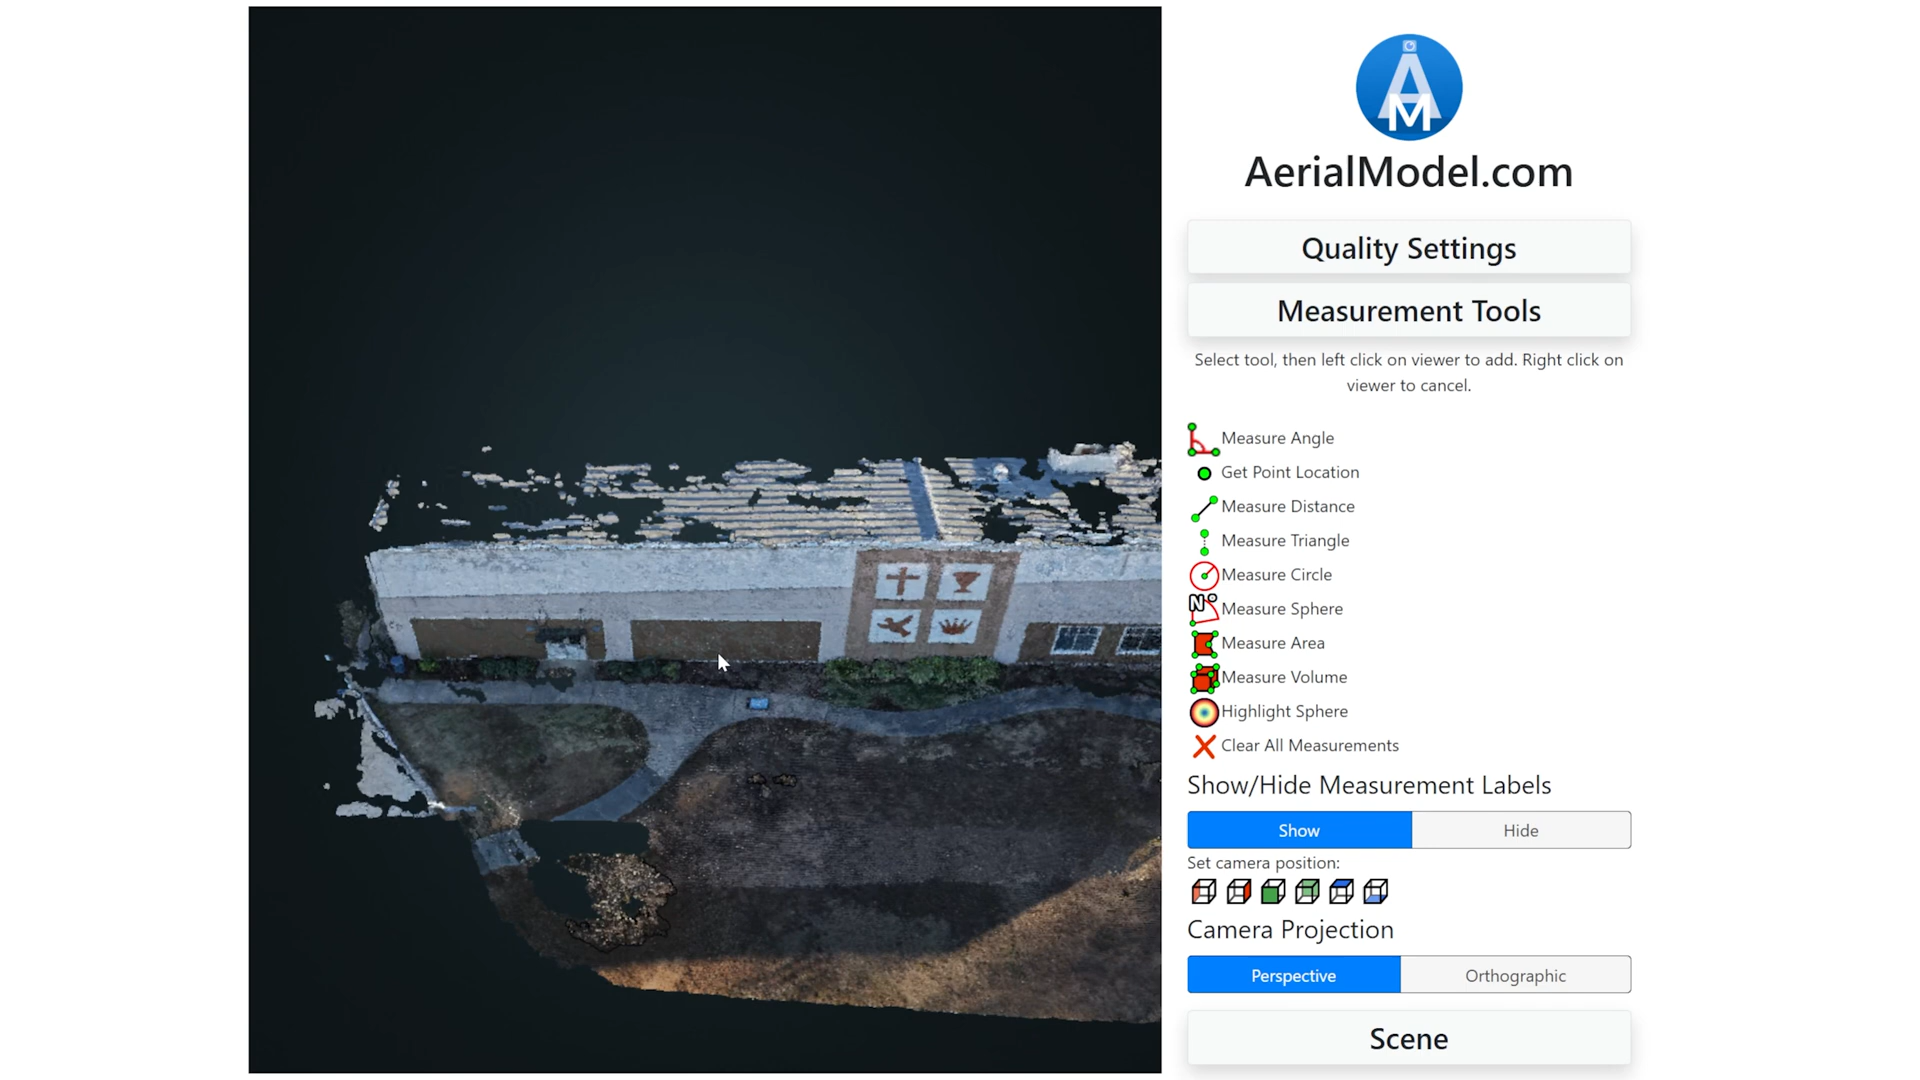 AM
AerialModel.com
Quality Settings
Measurement Tools
Select tool, then left click on viewer to add. Right click on
viewer to cancel.
Measure Angle
Get Point Location
Measure Distance
Measure Triangle
Measure Circle
N° Measure Sphere
Measure Area
Measure Volume
Highlight Sphere
Clear All Measurements
Show/Hide Measurement Labels
Show Hide
Set camera position:
Camera Projection
Perspective Orthographic
Scene